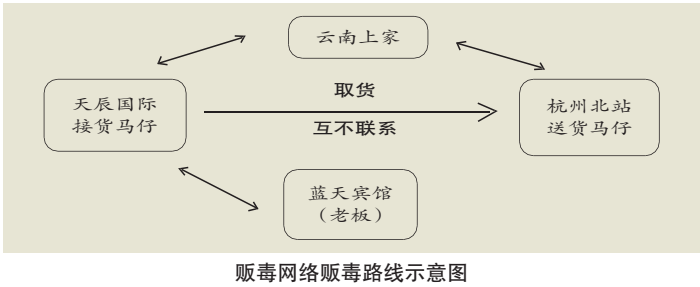 云南上家
天辰国际
接货马仔
取货
互不联系
杭州北站
送货马仔
蓝天宾馆
（老板）
贩毒网络贩毒路线示意图